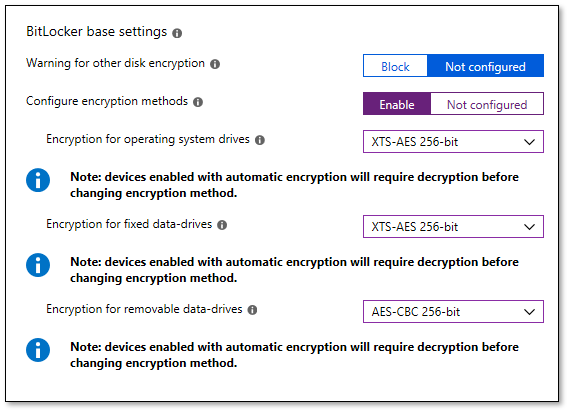 BitLocker base settings
Warning for other disk encryption Block Not configured
Configure encryption methods Enable Not configured
Encryption for operating system drives XTS-AES 256-bit
Note: devices enabled with automatic encryption will require decryption before
changing encryption method.
Encryption for fixed data-drives XTS-AES 256-bit
Note: devices enabled with automatic encryption will require decryption before
changing encryption method.
Encryption for removable data-drives AES-CBC 256-bit
Note: devices enabled with automatic encryption will require decryption before
changing encryption method.